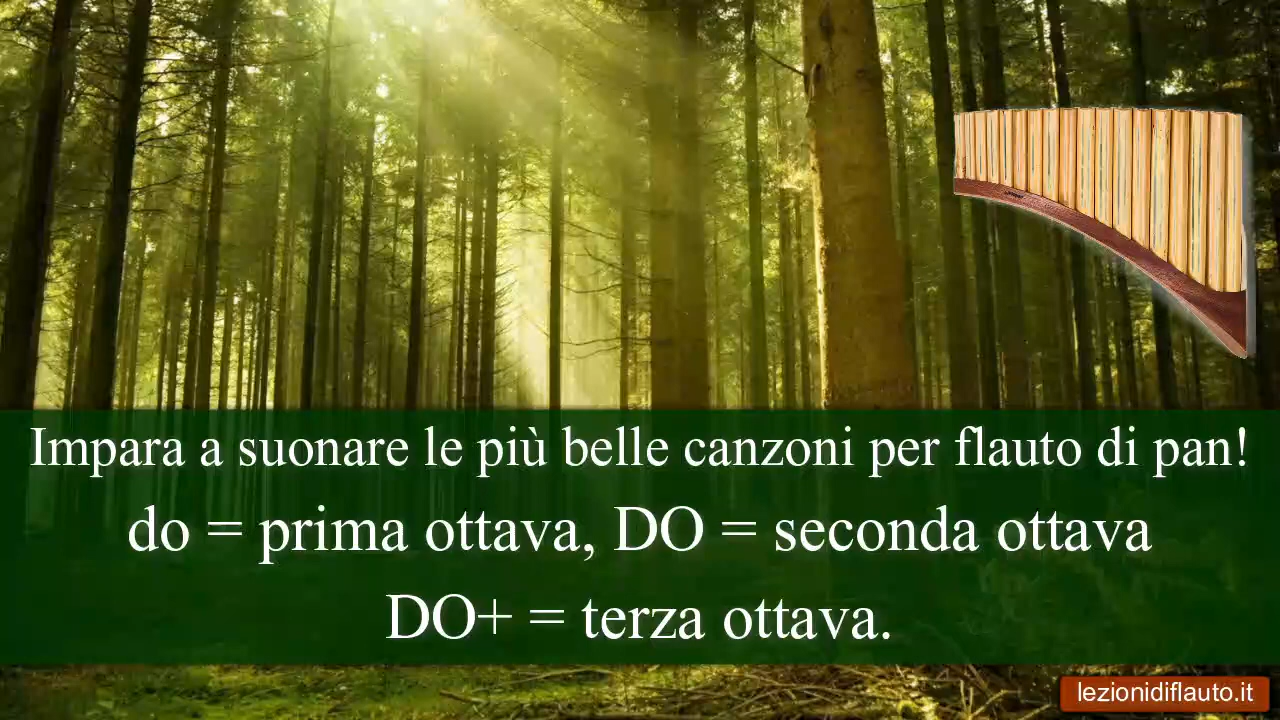 Impara a suonare le più belle canzoni per flauto di pan!
do = prima ottava, DO = seconda ottava
DO+ = terza ottava.
lezionidiflauto.it